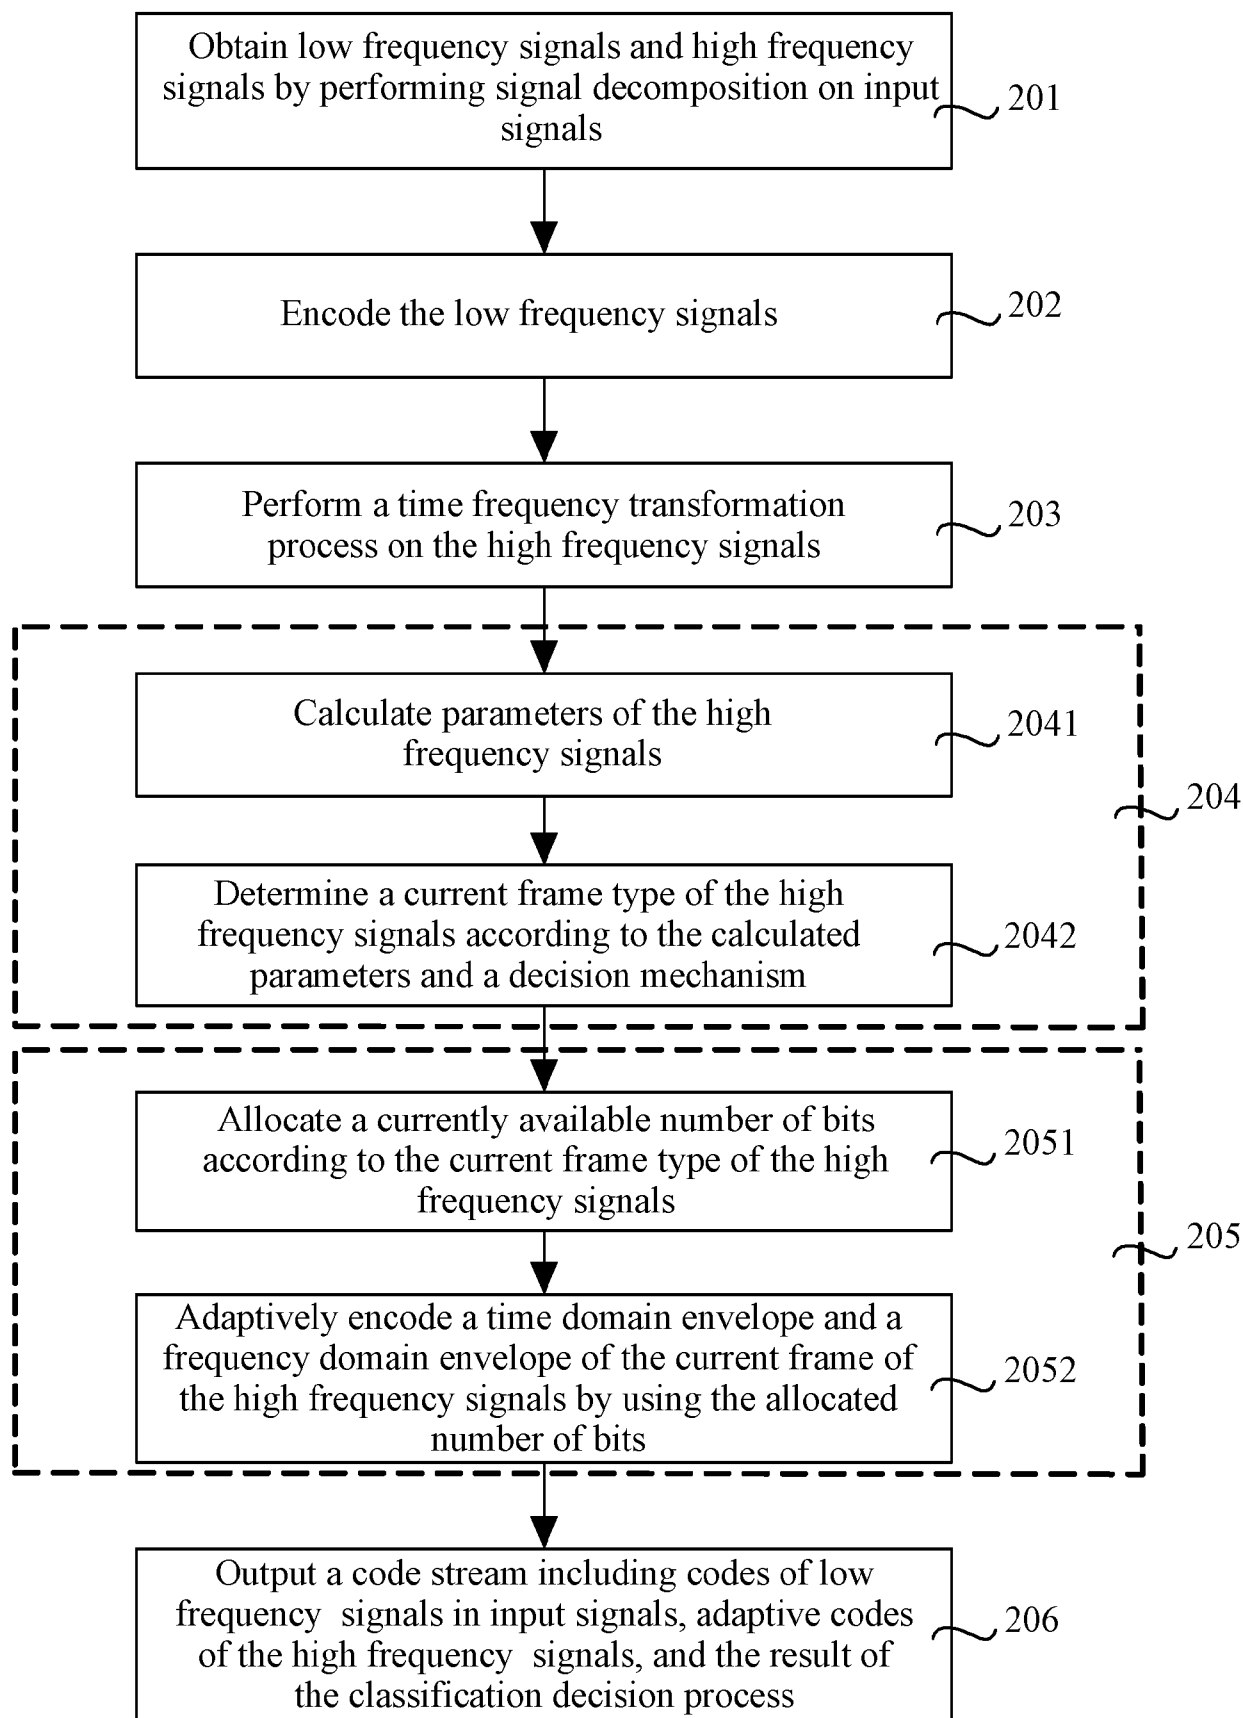 Obtain low frequency signals and high frequency
signals by performing signal decomposition on input
signals
201
Encode the low frequency signals
202
Perform a time frequency transformation
process on the high frequency signals
203
Calculate parameters of the high
frequency signals
2041
204
Determine a current frame type of the high
frequency signals according to the calculated
parameters and a decision mechanism
2042
Allocate a currently available number of bits
according to the current frame type of the high
frequency signals
2051
205
Adaptively encode a time domain envelope and a
frequency domain envelope of the current frame of
the high frequency signals by using the allocated
number of bits
2052
Output a code stream including codes of low
frequency signals in input signals, adaptive codes
of the high frequency signals, and the result of
the classification decision process
206